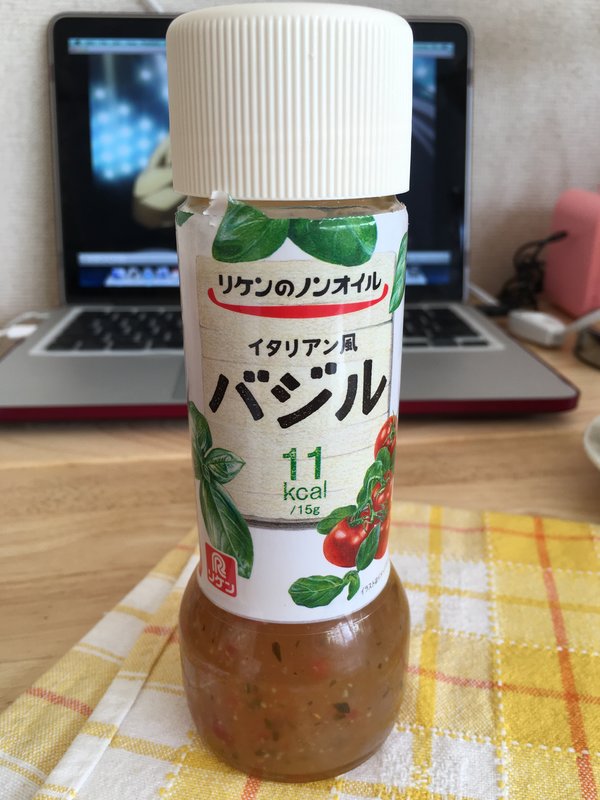 リケンのノンオイル
イタリアン風
バジル
11
kcal
/15g
リケン